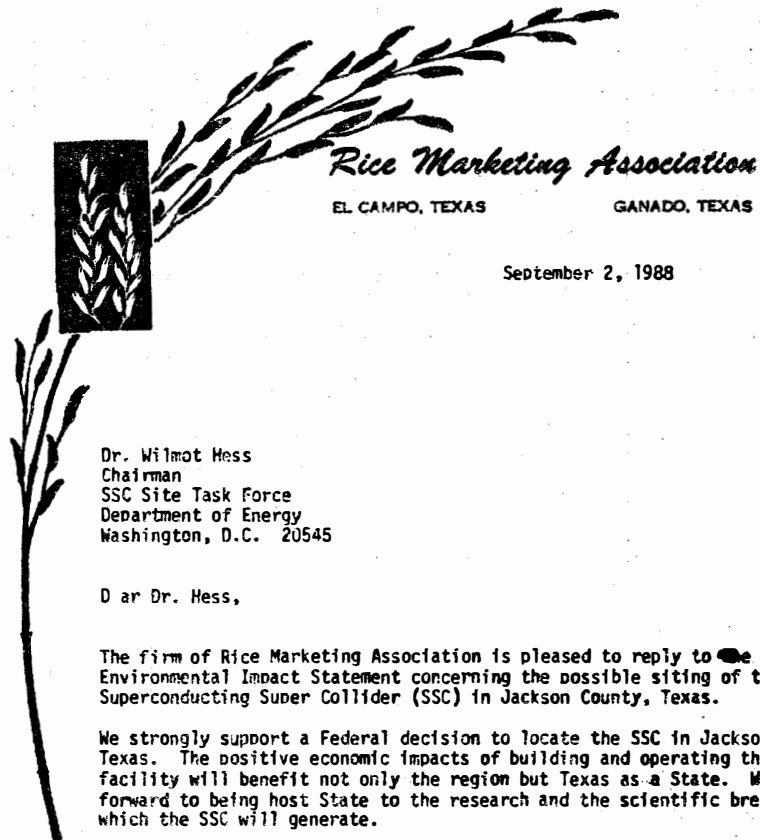 Rice Marketing Association
EL CAMPO, TEXAS GANADO, TEXAS
September 2, 1988
Dr. Wilmot Hess
Chairman
SSC Site Task Force
Department of Energy
Washington, D.C. 20545
D ar Dr. Hess,
The firm of Rice Marketing Association is pleased to reply to
Environmental Impact Statement concerning the possible siting of t
Superconducting Super Collider (SSC) in Jackson County, Texas.
We strongly support a Federal decision to locate the SSC in Jackso
Texas. The positive economic impacts of building and operating th
facility will benefit not only the region but Texas as a State. W
forward to being host State to the research and the scientific bre
which the SSC will generate.